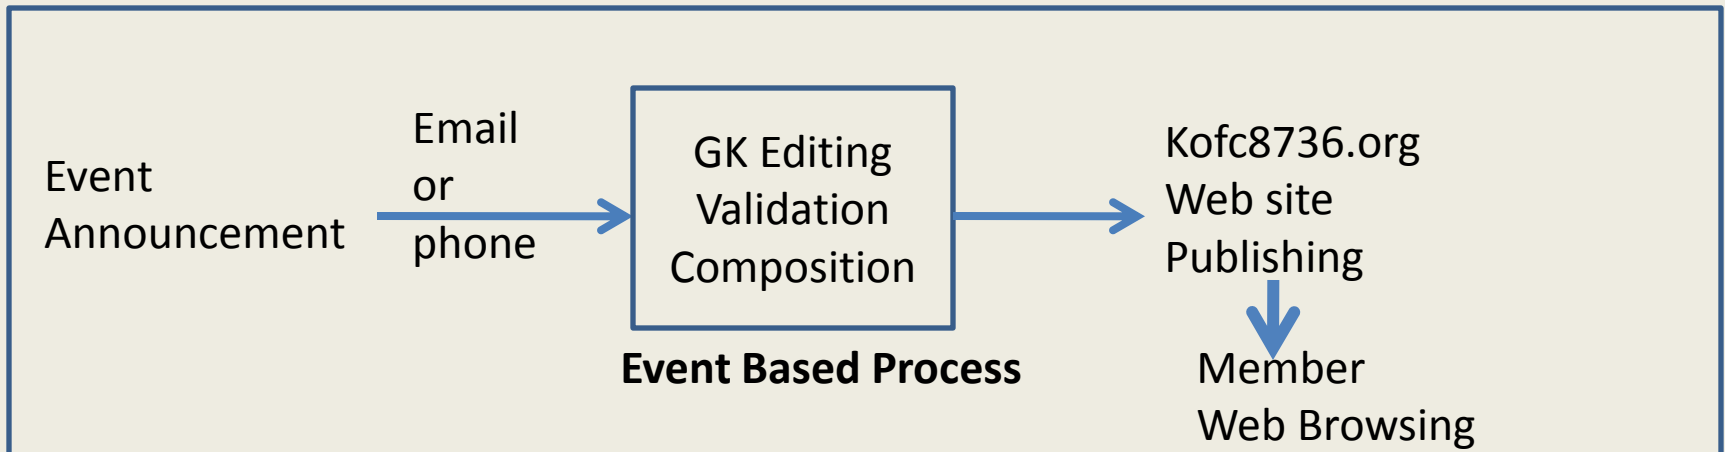 Event
Announcement
Email
or
phone
GK Editing
Validation
Composition
Event Based Process
Kofc8736.org
Web site
Publishing
Member
Web Browsing